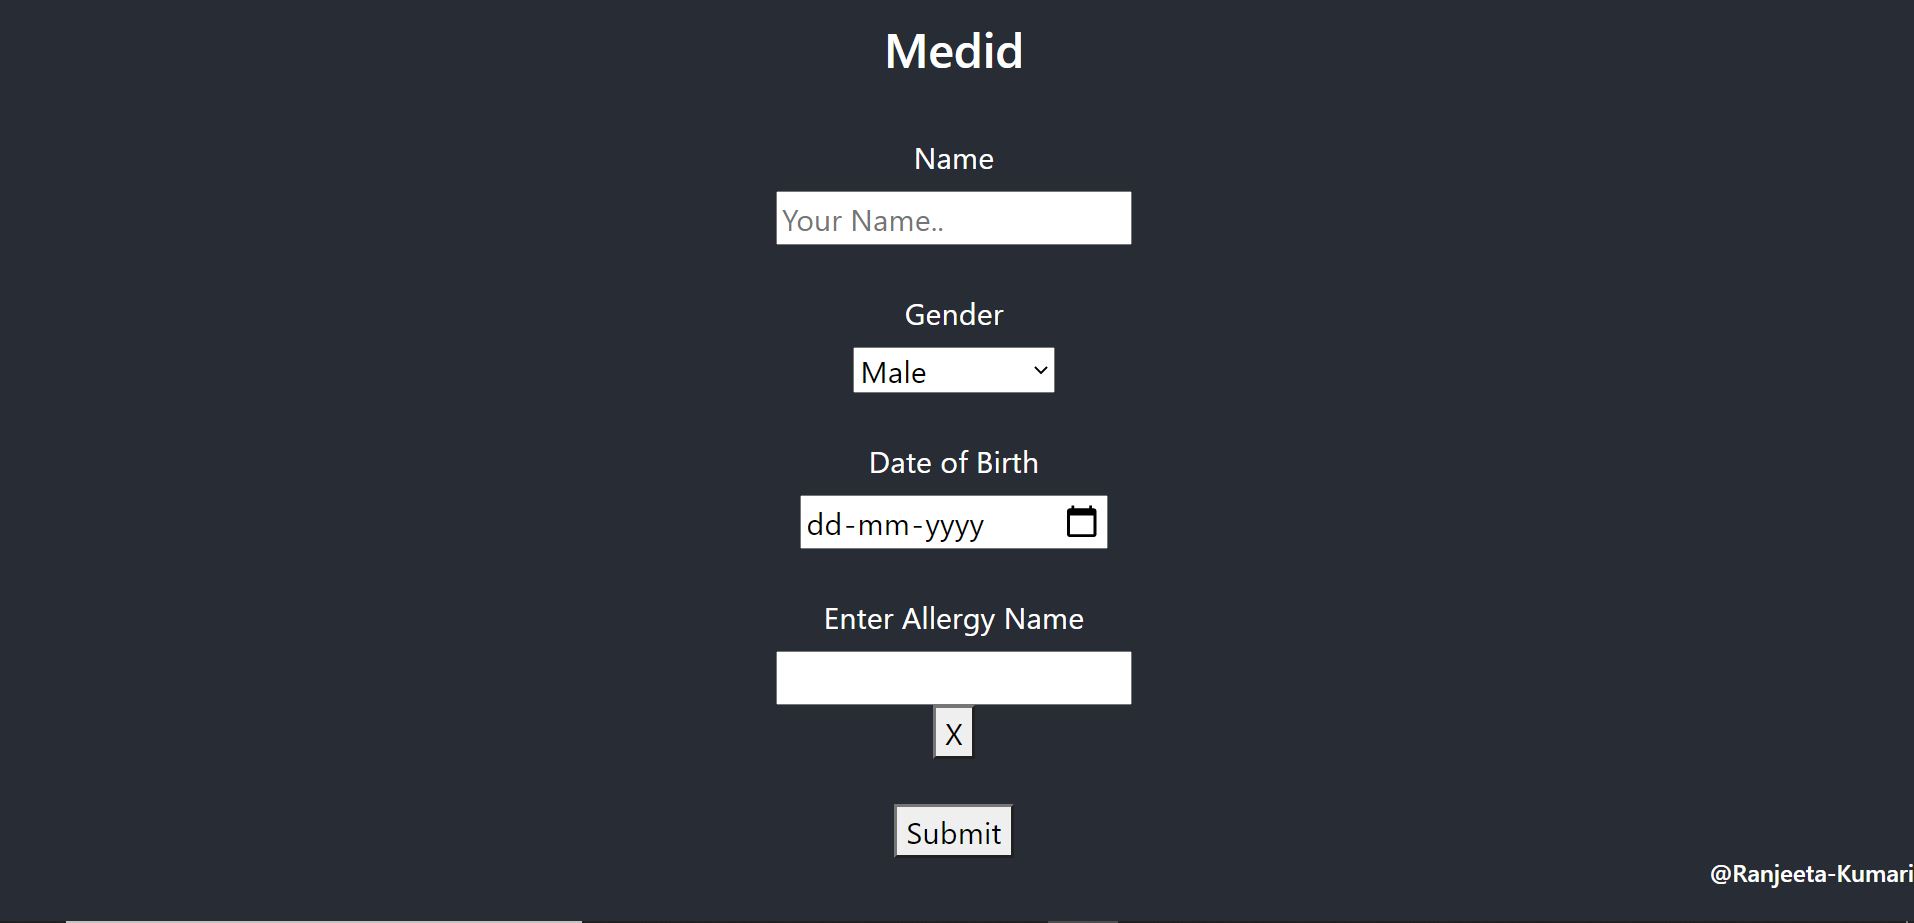 Medid
Name
Your Name..
Gender
Male
Date of Birth
dd-mm-yyyy
Enter Allergy Name
X
Submit
@Ranjeeta-Kumari